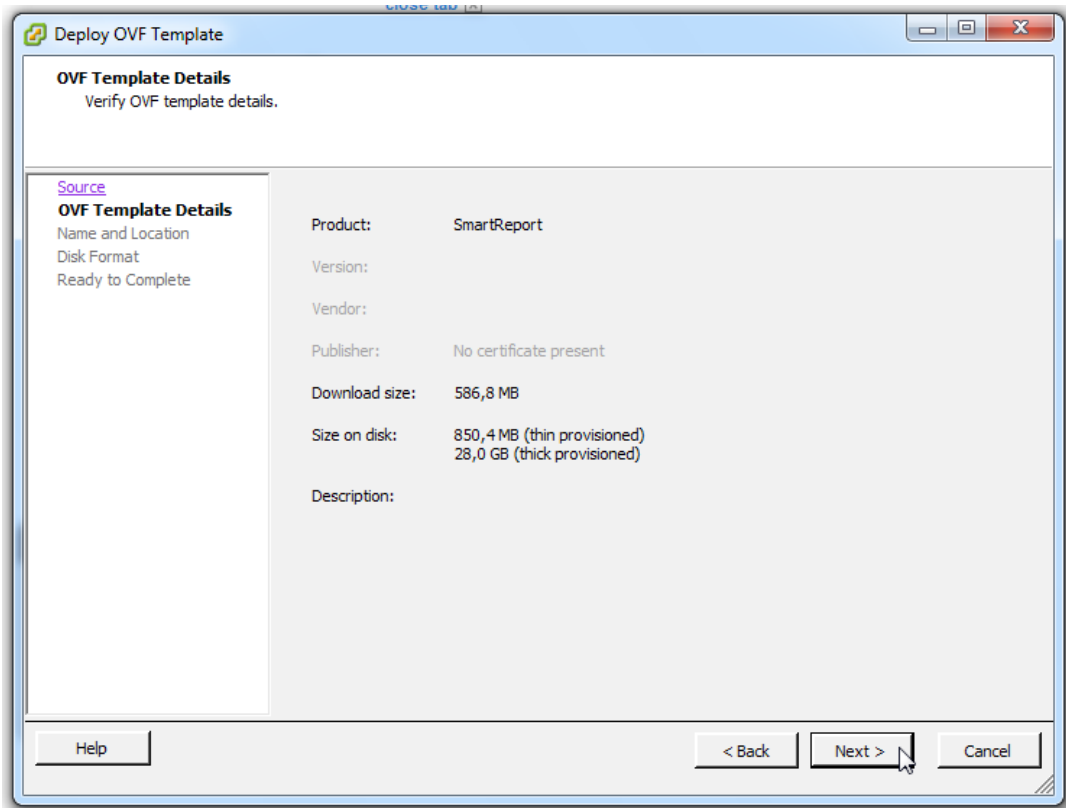 close tab
Deploy OVF Template
OVF Template Details
Verify OVF template details.
Source
OVF Template Details
Name and Location
Disk Format
Ready to Complete
Product: SmartReport
Version:
Vendor:
Publisher: No certificate present
Download size: 586,8 MB
Size on disk: 850,4 MB (thin provisioned)
28,0 GB (thick provisioned)
Description:
Help
< Back
Next >
Cancel